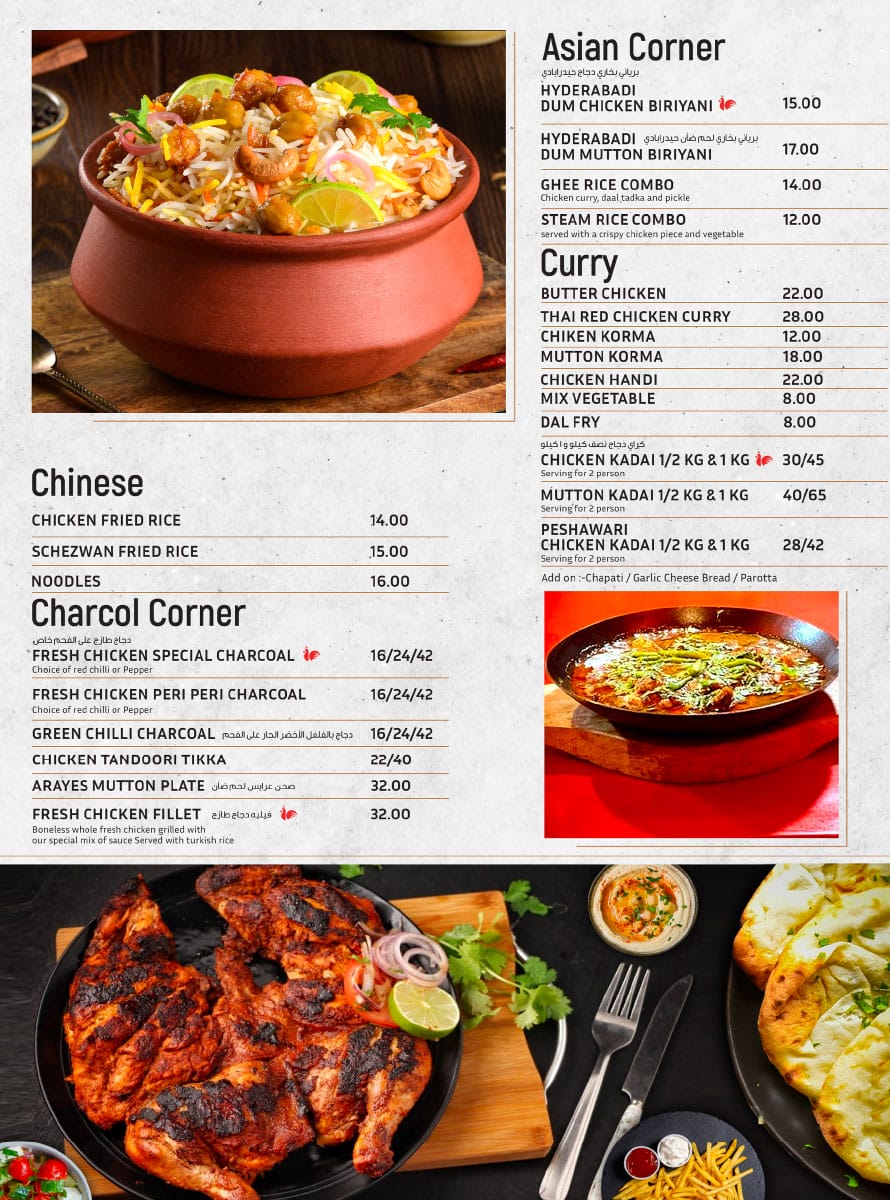 Asian Corner
برياني بخاري دجاج حيدرابادي
HYDERABADI
DUM CHICKEN BIRIYANI 15.00
HYDERABADI برياني بخاري لحم ضأن حيدرابادي
DUM MUTTON BIRIYANI 17.00
GHEE RICE COMBO 14.00
Chicken curry, daal tadka and pickle
STEAM RICE COMBO 12.00
served with a crispy chicken piece and vegetable
Curry
BUTTER CHICKEN 22.00
THAI RED CHICKEN CURRY 28.00
CHIKEN KORMA 12.00
MUTTON KORMA 18.00
CHICKEN HANDI 22.00
MIX VEGETABLE 8.00
DAL FRY 8.00
كراي دجاج نصف كيلو و ا كيلو
CHICKEN KADAI 1/2 KG & 1 KG 30/45
Serving for 2 person
MUTTON KADAI 1/2 KG & 1 KG 40/65
Serving for 2 person
PESHAWARI
CHICKEN KADAI 1/2 KG & 1 KG 28/42
Serving for 2 person
Add on :-Chapati / Garlic Cheese Bread / Parotta
Chinese
CHICKEN FRIED RICE 14.00
SCHEZWAN FRIED RICE 15.00
NOODLES 16.00
Charcol Corner
دجاج طازج على الفحم خاص
FRESH CHICKEN SPECIAL CHARCOAL 16/24/42
Choice of red chilli or Pepper
FRESH CHICKEN PERI PERI CHARCOAL 16/24/42
Choice of red chilli or Pepper
GREEN CHILLI CHARCOAL دجاج بالفلفل الأخضر الحار على الفحم 16/24/42
CHICKEN TANDOORI TIKKA 22/40
ARAYES MUTTON PLATE صحن عرايس لحم ضأن 32.00
FRESH CHICKEN FILLET فيليه دجاج طازج 32.00
Boneless whole fresh chicken grilled with
our special mix of sauce Served with turkish rice